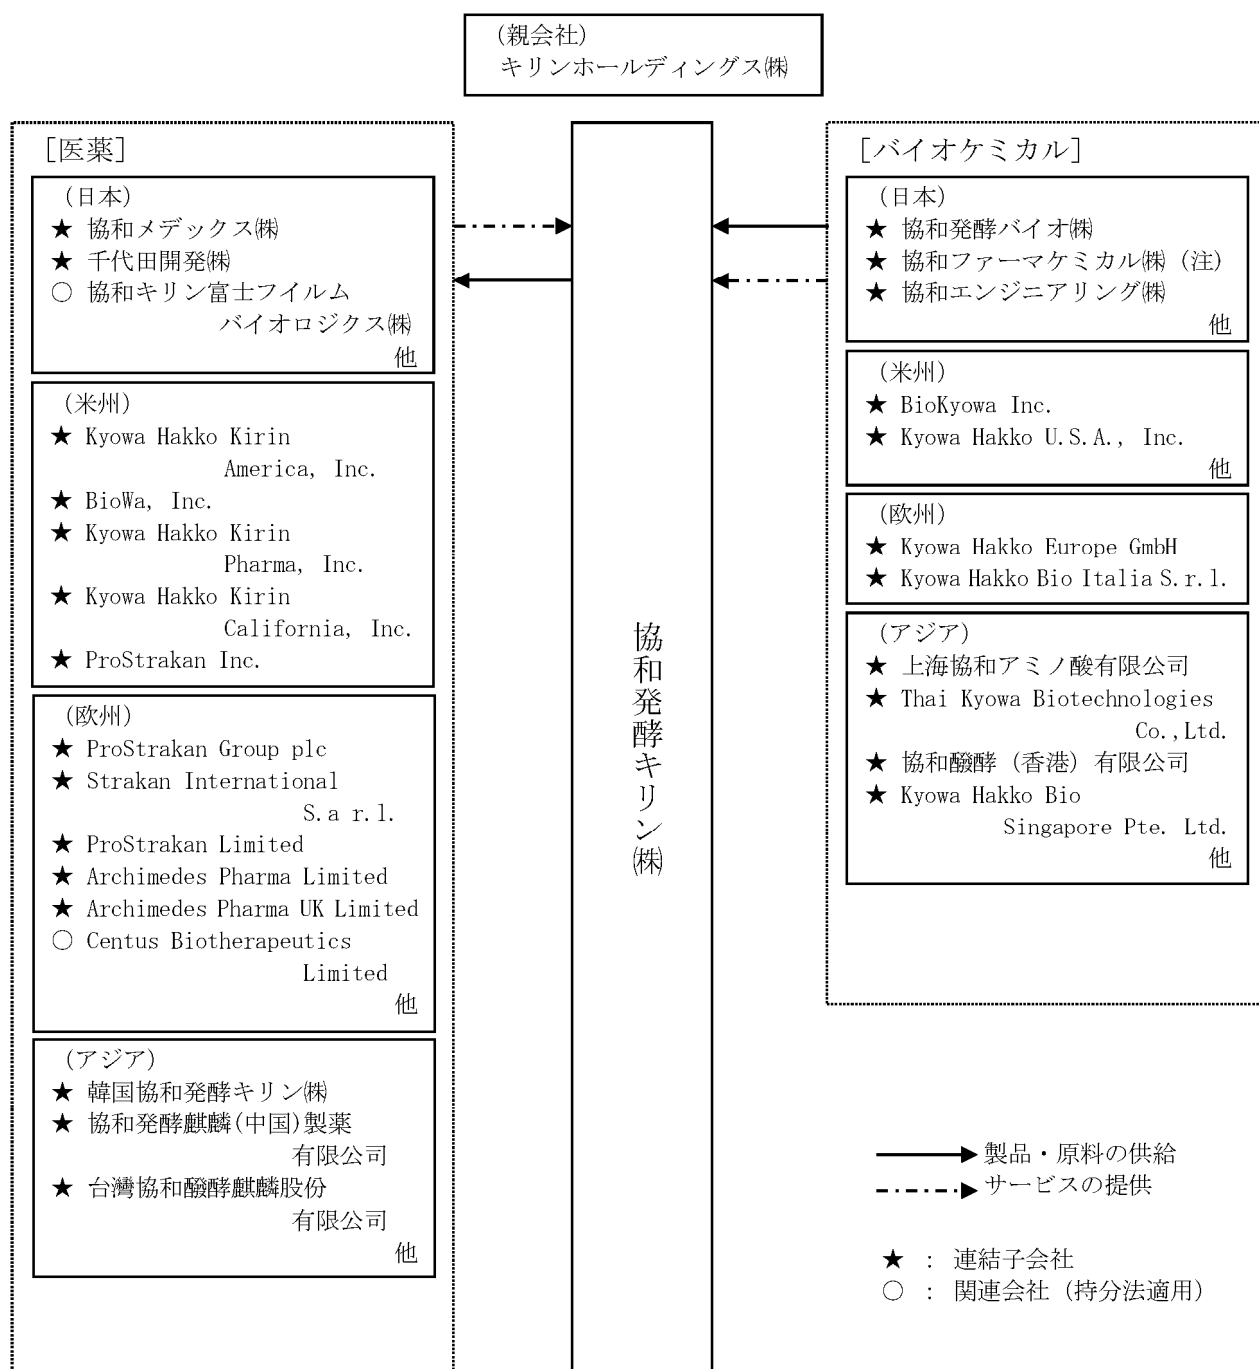 (親会社)
キリンホールディングス㈱
[医薬]
(日本)
★ 協和メデックス㈱
★ 千代田開発㈱
○ 協和キリン富士フイルム
バイオロジクス㈱
他
(米州)
★ Kyowa Hakko Kirin
America, Inc.
★ BioWa, Inc.
★ Kyowa Hakko Kirin
Pharma, Inc.
★ Kyowa Hakko Kirin
California, Inc.
★ ProStrakan Inc.
(欧州)
★ ProStrakan Group plc
★ Strakan International
S.a r.l.
★ ProStrakan Limited
★ Archimedes Pharma Limited
★ Archimedes Pharma UK Limited
○ Centus Biotherapeutics
Limited
他
(アジア)
★ 韓国協和発酵キリン㈱
★ 協和発酵麒麟(中国)製薬
有限公司
★ 台灣協和醱酵麒麟股份
有限公司
他
協和発酵キリン㈱
[バイオケミカル]
(日本)
★ 協和発酵バイオ㈱
★ 協和ファーマケミカル㈱ (注)
★ 協和エンジニアリング㈱
他
(米州)
★ BioKyowa Inc.
★ Kyowa Hakko U.S.A., Inc.
他
(欧州)
★ Kyowa Hakko Europe GmbH
★ Kyowa Hakko Bio Italia S.r.l.
(アジア)
★ 上海協和アミノ酸有限公司
★ Thai Kyowa Biotechnologies
Co.,Ltd.
★ 協和醱酵 (香港) 有限公司
★ Kyowa Hakko Bio
Singapore Pte. Ltd.
他
製品・原料の供給
サービスの提供
★ : 連結子会社
○ : 関連会社 (持分法適用)